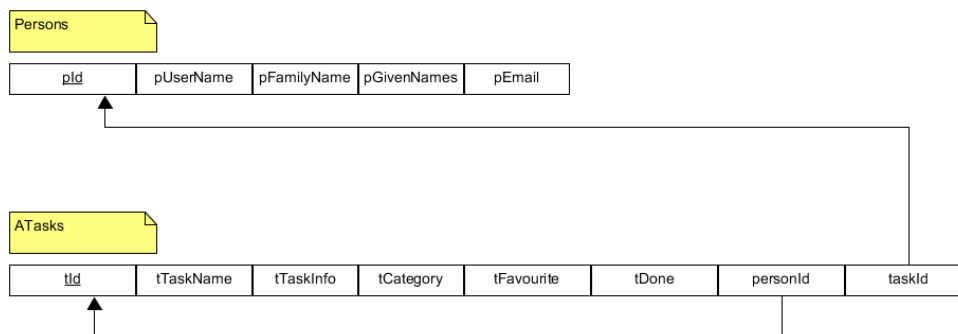 Persons
pId pUserName pFamilyName pGivenNames pEmail
ATasks
tId tTaskName tTaskInfo tCategory tFavourite tDone personId taskId